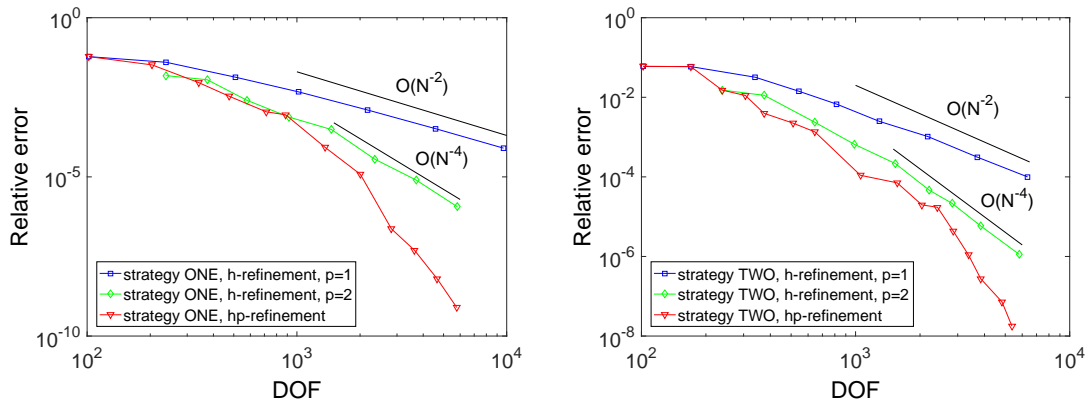 10^0
10^-5
10^-10
10^2
10^3
10^4
Relative error
DOF
O(N^-2)
O(N^-4)
strategy ONE, h-refinement, p=1
strategy ONE, h-refinement, p=2
strategy ONE, hp-refinement
10^0
10^-2
10^-4
10^-6
10^-8
10^2
10^3
10^4
Relative error
DOF
O(N^-2)
O(N^-4)
strategy TWO, h-refinement, p=1
strategy TWO, h-refinement, p=2
strategy TWO, hp-refinement